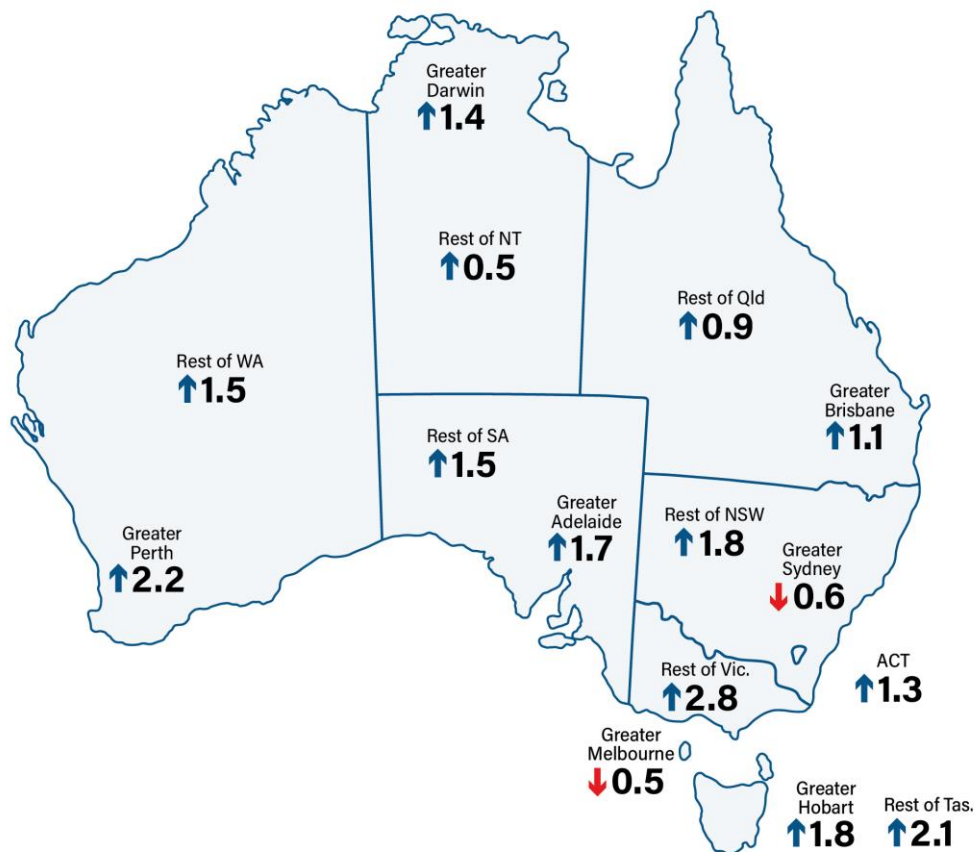 Greater
Darwin
↑1.4
Rest of NT
↑0.5
Rest of Qld
↑0.9
Rest of WA
↑1.5
Greater
Brisbane
↑1.1
Rest of SA
↑1.5
Greater
Adelaide
↑1.7
Rest of NSW
↑1.8
Greater
Perth
↑2.2
Greater
Sydney
↓0.6
ACT
↑1.3
Rest of Vic.
↑2.8
Greater
Melbourne
↓0.5
Greater
Hobart
↑1.8
Rest of Tas.
↑2.1